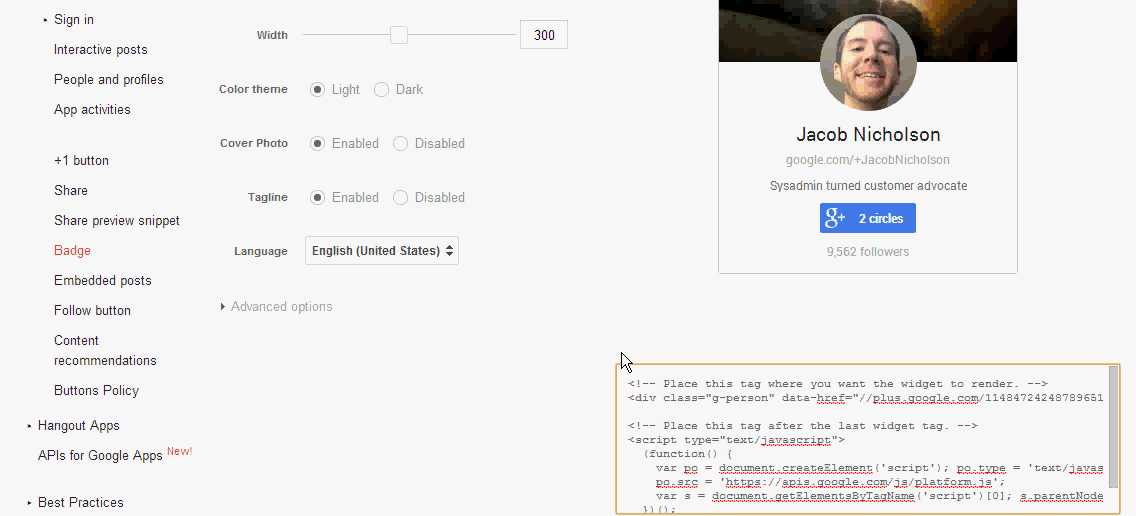 Sign in
Interactive posts
People and profiles
App activities
+1 button
Share
Share preview snippet
Badge
Embedded posts
Follow button
Content
recommendations
Buttons Policy
Hangout Apps
APIs for Google Apps New!
Best Practices
Width 300
Color theme Light Dark
Cover Photo Enabled Disabled
Tagline Enabled Disabled
Language English (United States)
Advanced options
Jacob Nicholson
google.com/+JacobNicholson
Sysadmin turned customer advocate
g+ 2 circles
9,562 followers
<!-- Place this tag where you want the widget to render. -->
<div class="g-person" data-href="//plus.google.com/11484724248789651
<!-- Place this tag after the last widget tag. -->
<script type="text/javascript">
(function() {
var po = document.createElement('script'); po.type = 'text/javas
po.src = 'https://apis.google.com/js/platform.js';
var s = document.getElementsByTagName('script')[0]; s.parentNode
})();